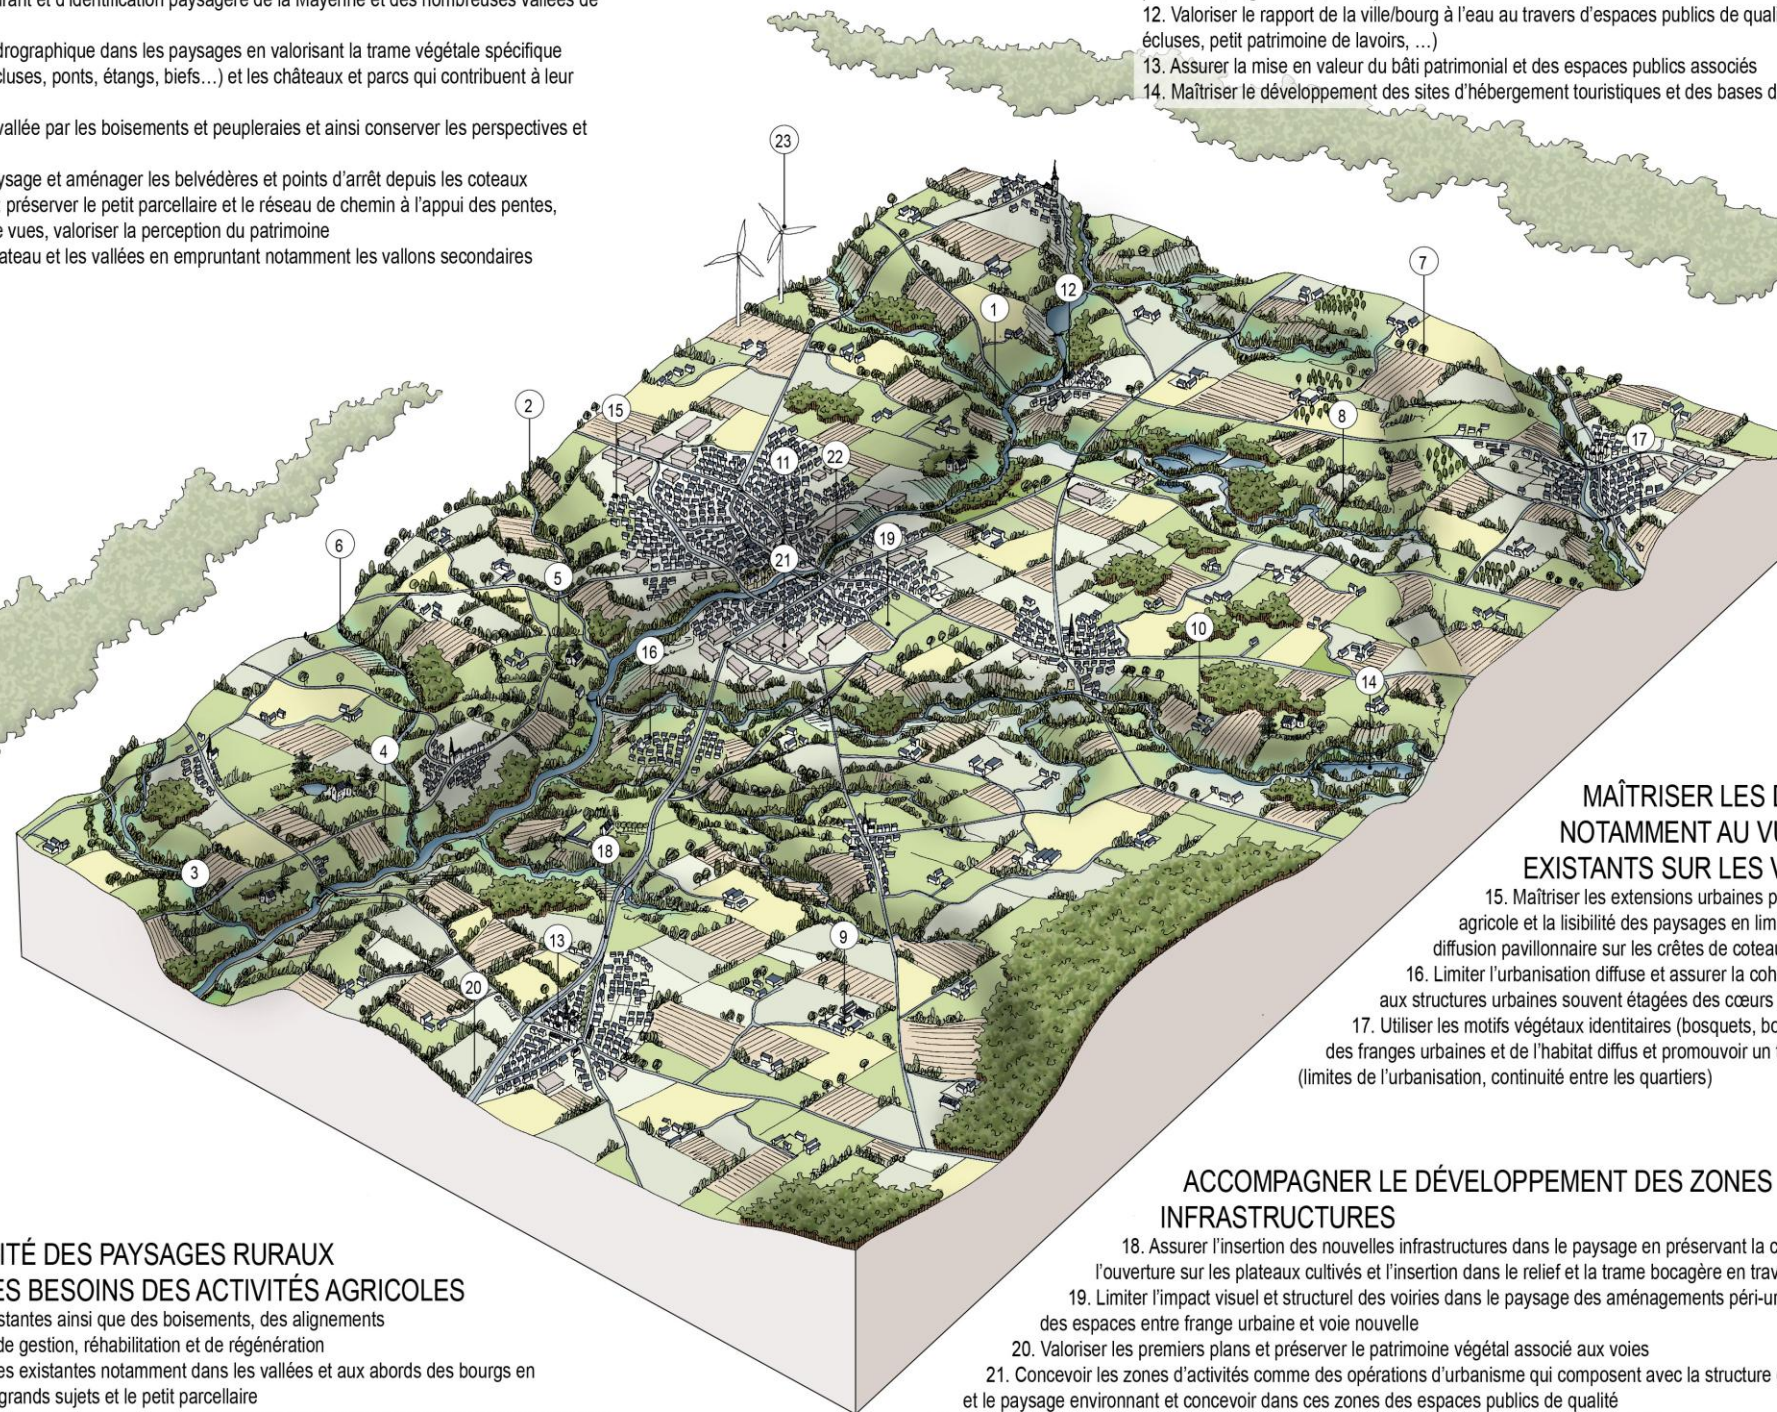 urant et d'identification paysagère de la Mayenne et des nombreuses vallées de
drographique dans les paysages en valorisant la trame végétale spécifique
cluses, ponts, étangs, biefs…) et les châteaux et parcs qui contribuent à leur
vallée par les boisements et peupleraies et ainsi conserver les perspectives et
ysage et aménager les belvédères et points d'arrêt depuis les coteaux
: préserver le petit parcellaire et le réseau de chemin à l'appui des pentes,
e vues, valoriser la perception du patrimoine
ateau et les vallées en empruntant notamment les vallons secondaires
12. Valoriser le rapport de la ville/bourg à l'eau au travers d'espaces publics de quali
écluses, petit patrimoine de lavoirs, …)
13. Assurer la mise en valeur du bâti patrimonial et des espaces publics associés
14. Maîtriser le développement des sites d'hébergement touristiques et des bases d
23
12
1
7
2
15
8
11
22
17
6
5
21
19
16
10
14
4
3
18
13
9
20
MAÎTRISER LES
NOTAMMENT AU VU
EXISTANTS SUR LES V
15. Maîtriser les extensions urbaines p
agricole et la lisibilité des paysages en lim
diffusion pavillonnaire sur les crêtes de coteau
16. Limiter l'urbanisation diffuse et assurer la coh
aux structures urbaines souvent étagées des cœurs
17. Utiliser les motifs végétaux identitaires (bosquets, bo
des franges urbaines et de l'habitat diffus et promouvoir un
(limites de l'urbanisation, continuité entre les quartiers)
ACCOMPAGNER LE DÉVELOPPEMENT DES ZONES
INFRASTRUCTURES
18. Assurer l'insertion des nouvelles infrastructures dans le paysage en préservant la c
l'ouverture sur les plateaux cultivés et l'insertion dans le relief et la trame bocagère en trav
19. Limiter l'impact visuel et structurel des voiries dans le paysage des aménagements péri-ur
des espaces entre frange urbaine et voie nouvelle
20. Valoriser les premiers plans et préserver le patrimoine végétal associé aux voies
21. Concevoir les zones d'activités comme des opérations d'urbanisme qui composent avec la structure
et le paysage environnant et concevoir dans ces zones des espaces publics de qualité
ITÉ DES PAYSAGES RURAUX
ES BESOINS DES ACTIVITÉS AGRICOLES
stantes ainsi que des boisements, des alignements
de gestion, réhabilitation et de régénération
es existantes notamment dans les vallées et aux abords des bourgs en
grands sujets et le petit parcellaire